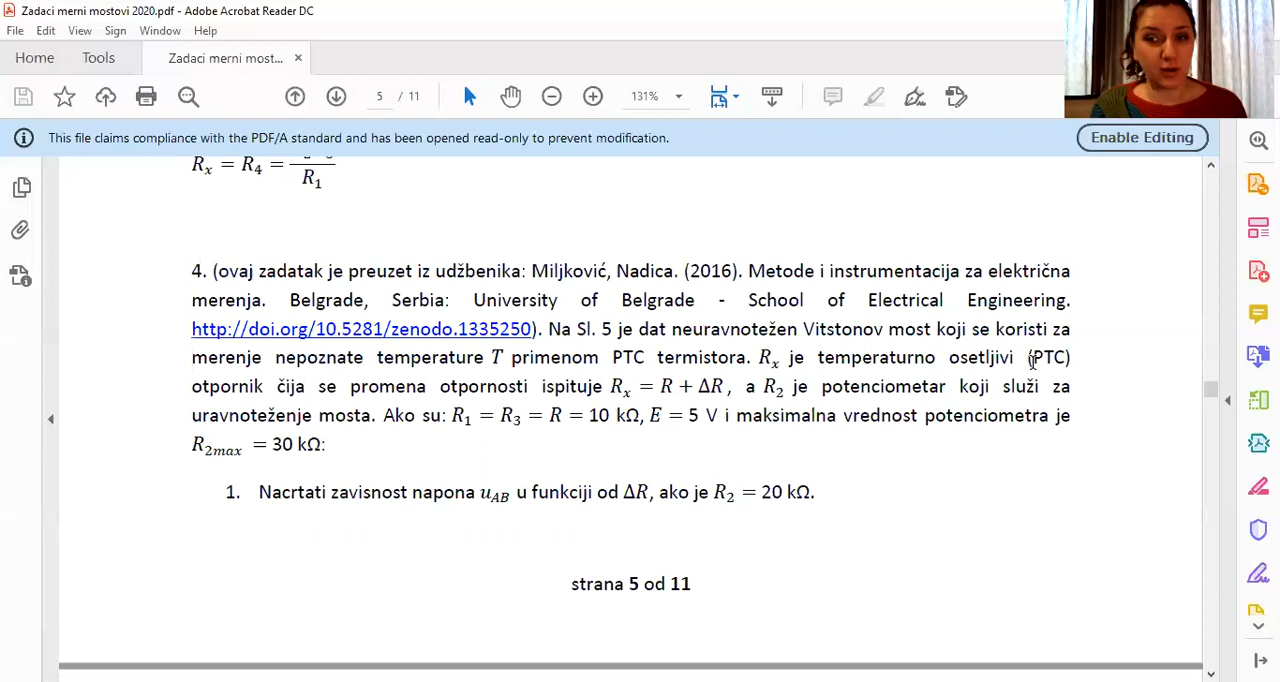 Zadaci merni mostovi 2020.pdf - Adobe Acrobat Reader DC
File Edit View Sign Window Help
Home Tools Zadaci merni most... ×
5 / 11 131%
This file claims compliance with the PDF/A standard and has been opened read-only to prevent modification. Enable Editing
Rₓ = R₄ = 
R₁
4. (ovaj zadatak je preuzet iz udžbenika: Miljković, Nadica. (2016). Metode i instrumentacija za električna
merenja. Belgrade, Serbia: University of Belgrade - School of Electrical Engineering.
http://doi.org/10.5281/zenodo.1335250). Na Sl. 5 je dat neuravnotežen Vitstonov most koji se koristi za
merenje nepoznate temperature T primenom PTC termistora. Rₓ je temperaturno osetljivi (PTC)
otpornik čija se promena otpornosti ispituje Rₓ = R + ΔR, a R₂ je potenciometar koji služi za
uravnoteženje mosta. Ako su: R₁ = R₃ = R = 10 kΩ, E = 5 V i maksimalna vrednost potenciometra je
R₂ₘₐₓ = 30 kΩ:
1. Nacrtati zavisnost napona u_AB u funkciji od ΔR, ako je R₂ = 20 kΩ.
strana 5 od 11